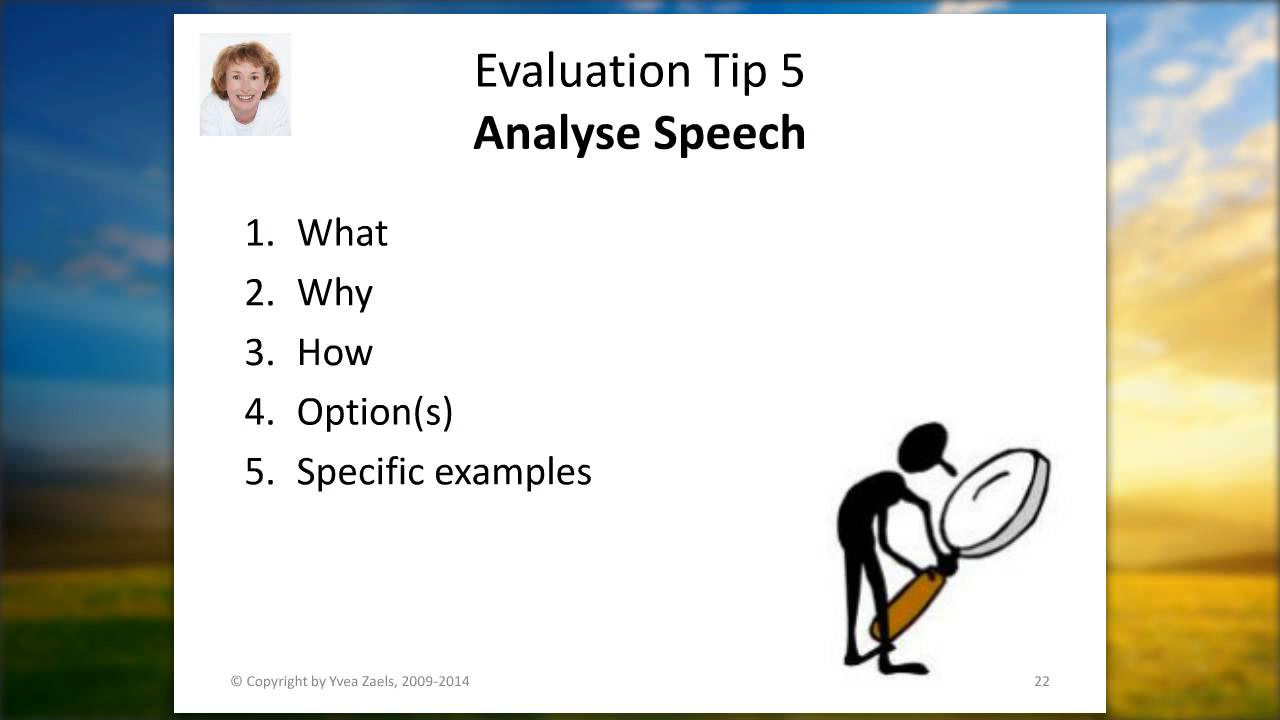 Evaluation Tip 5
Analyse Speech
1. What
2. Why
3. How
4. Option(s)
5. Specific examples
© Copyright by Yvea Zaels, 2009-2014
22